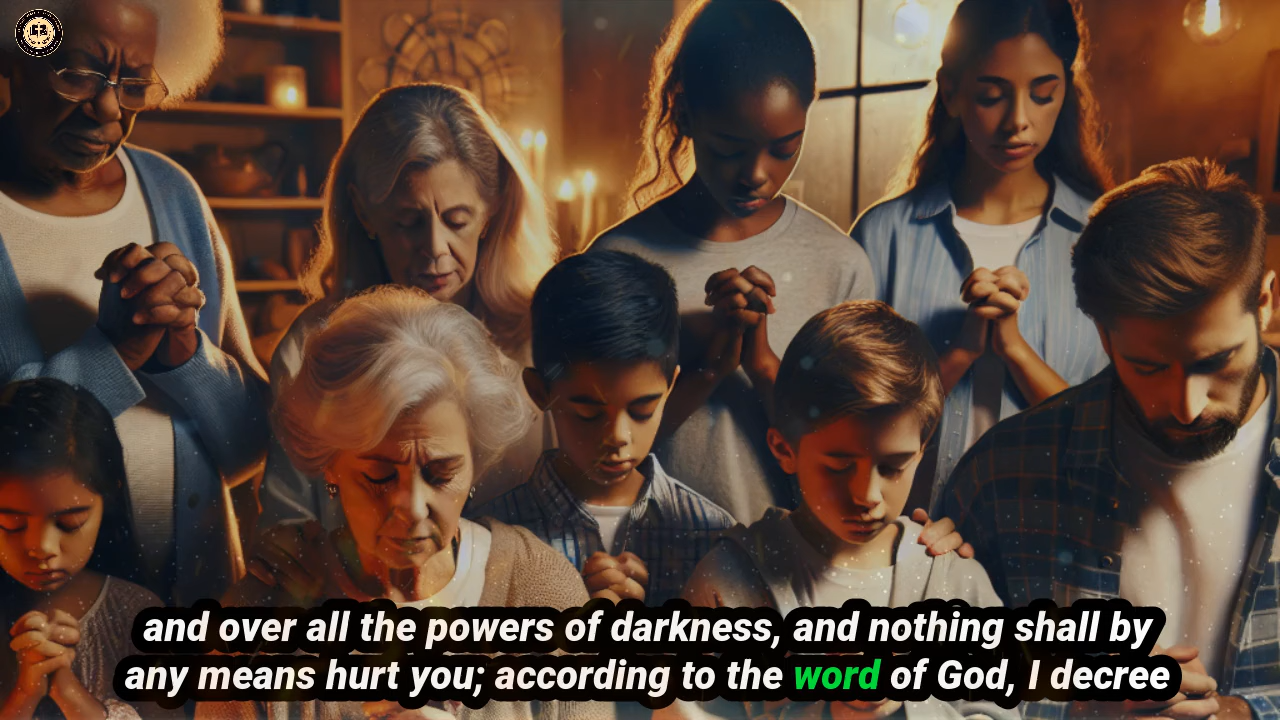 and over all the powers of darkness, and nothing shall by
any means hurt you; according to the word of God, I decree